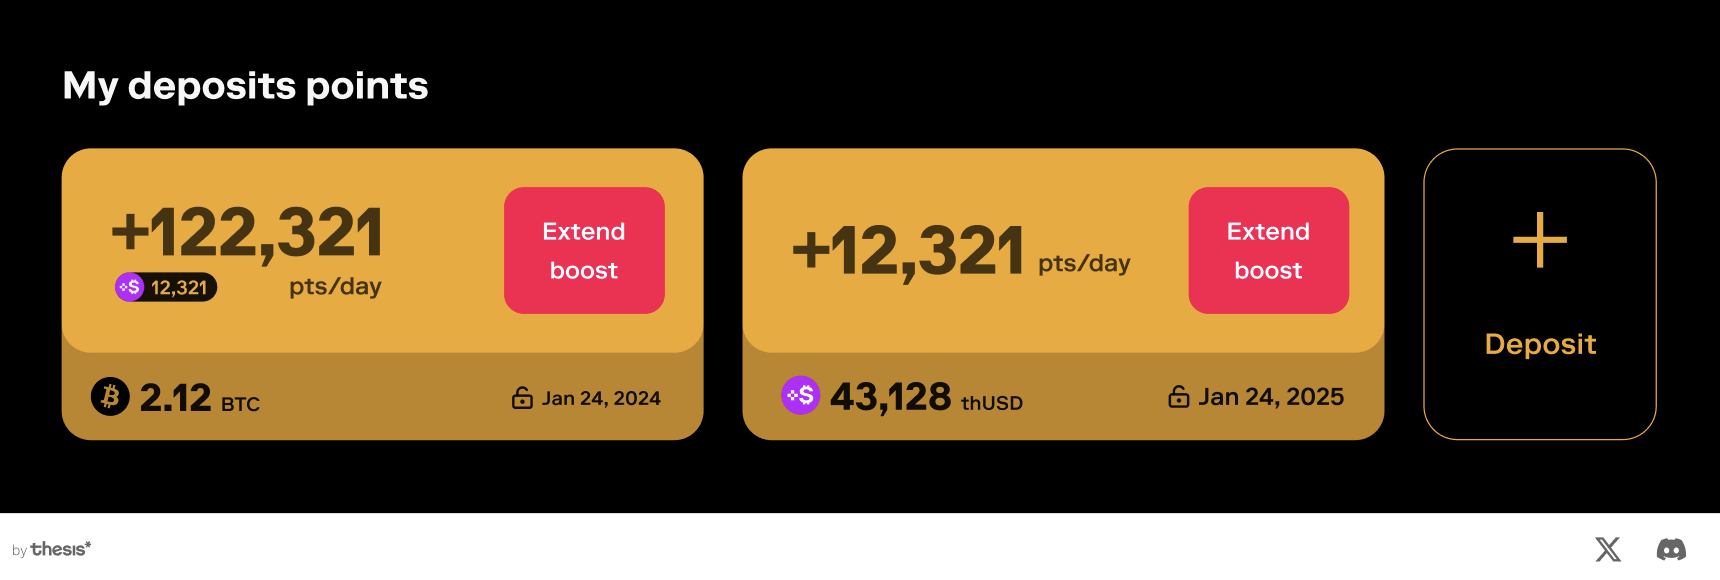 My deposits points
+122,321
12,321 pts/day
Extend
boost
2.12 BTC
Jan 24, 2024
+12,321 pts/day
Extend
boost
43,128 thUSD
Jan 24, 2025
Deposit
by thesis*